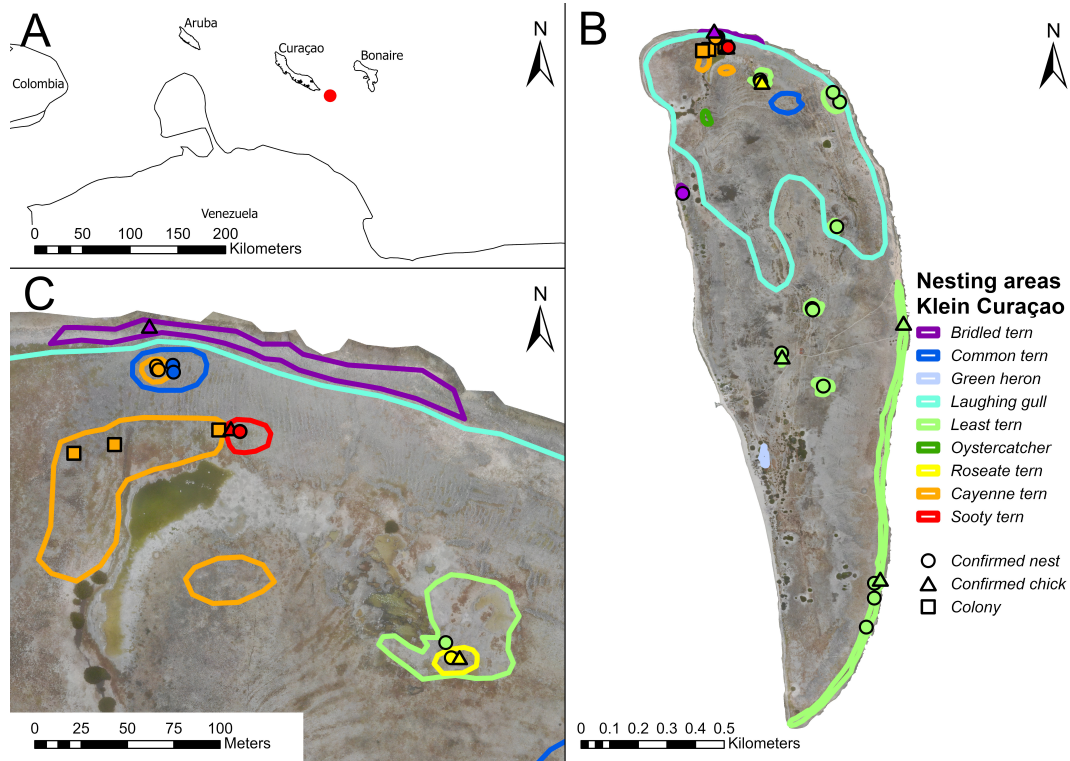 A
Aruba
Curaçao
Bonaire
Colombia
Venezuela
N
0 50 100 150 200
Kilometers
B
N
Nesting areas
Klein Curaçao
Bridled tern
Common tern
Green heron
Laughing gull
Least tern
Oystercatcher
Roseate tern
Cayenne tern
Sooty tern
Confirmed nest
Confirmed chick
Colony
0 0.1 0.2 0.3 0.4 0.5
Kilometers
C
N
0 25 50 75 100
Meters